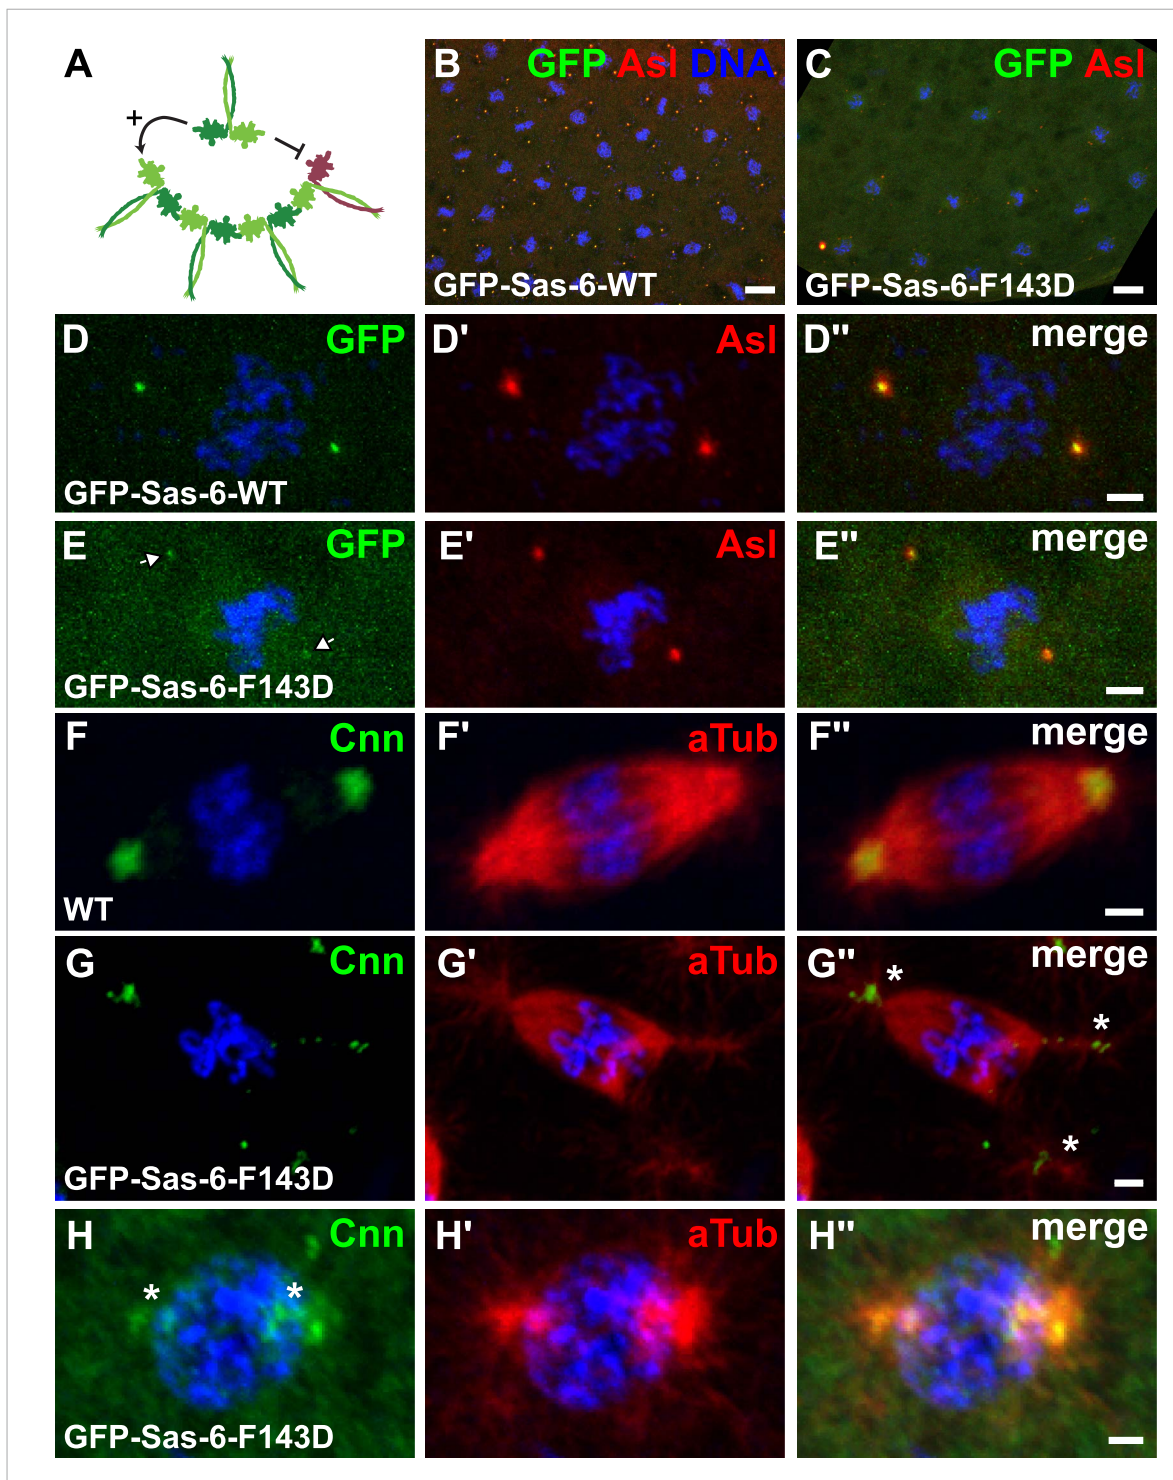 A
+
B
GFP Asl DNA
GFP-Sas-6-WT
C
GFP Asl
GFP-Sas-6-F143D
D
GFP
GFP-Sas-6-WT
D'
Asl
D"
merge
E
GFP
GFP-Sas-6-F143D
E'
Asl
E"
merge
F
Cnn
WT
F'
aTub
F"
merge
G
Cnn
GFP-Sas-6-F143D
G'
aTub
G"
merge
*
*
*
H
Cnn
* *
GFP-Sas-6-F143D
H'
aTub
H"
merge